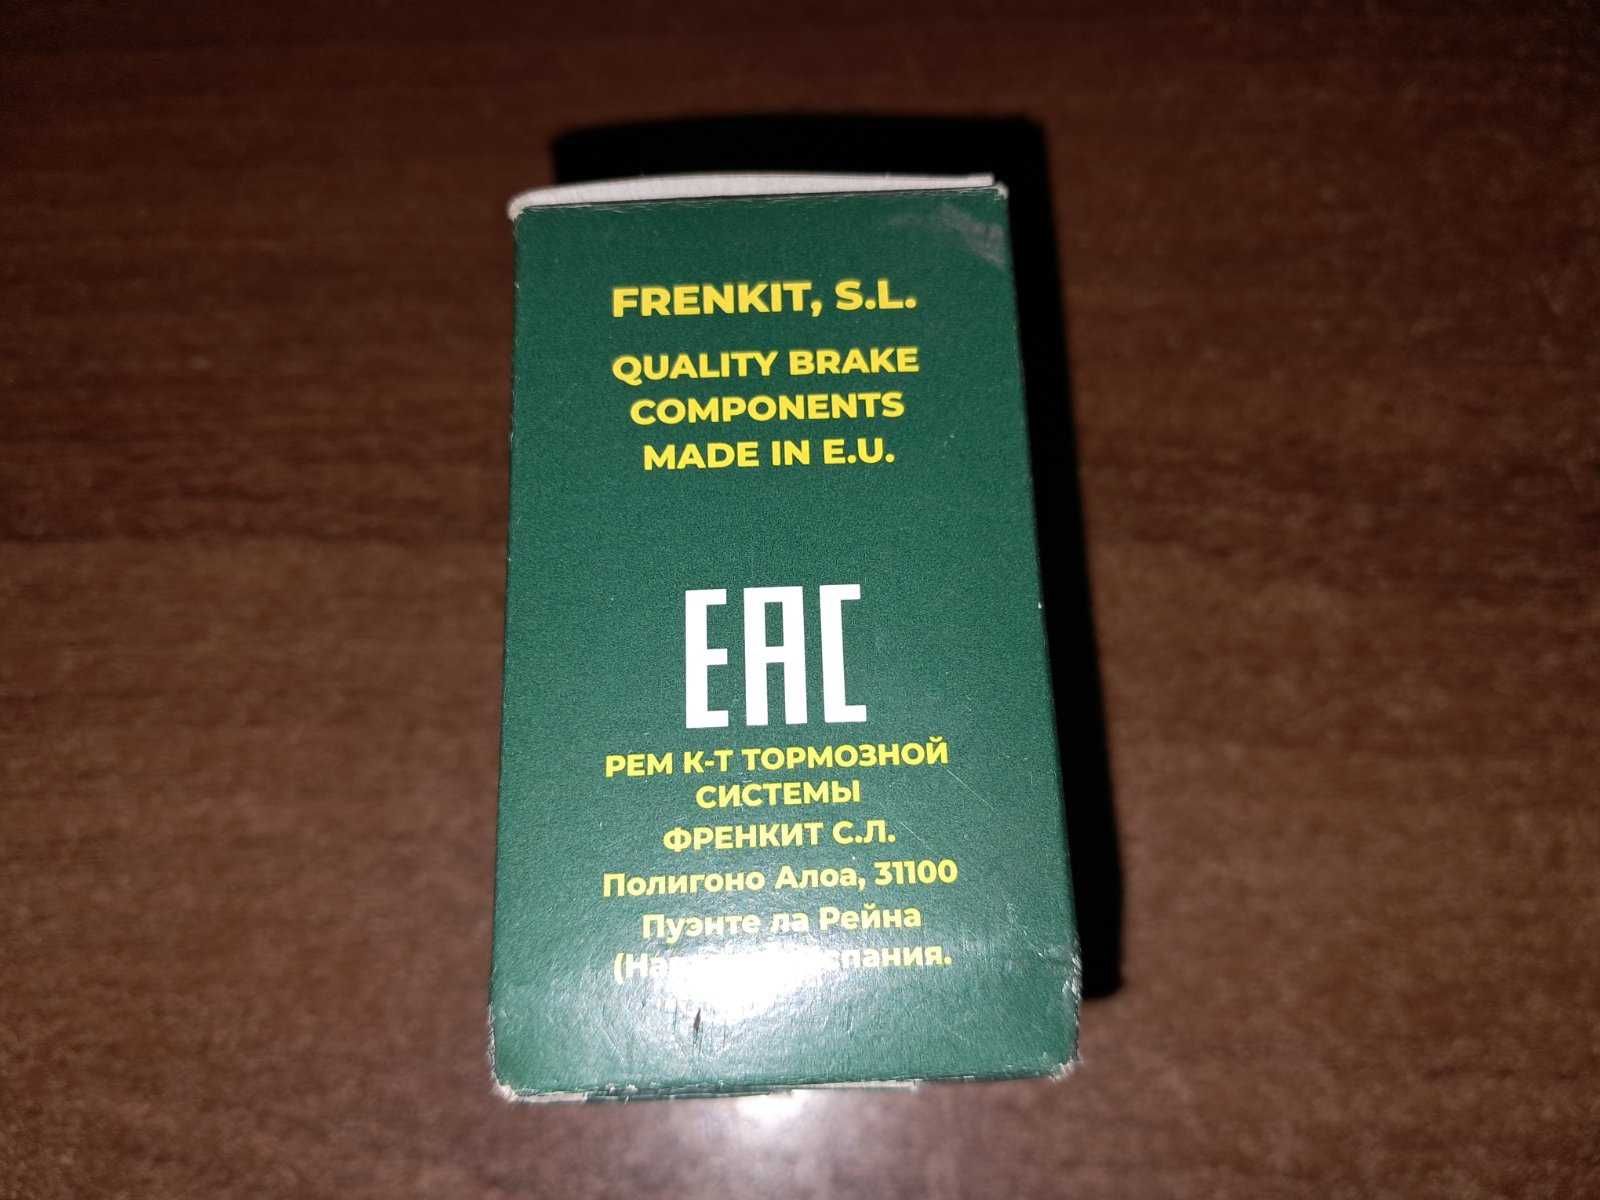 FRENKIT, S.L.
QUALITY BRAKE
COMPONENTS
MADE IN E.U.
EAC
РЕМ К-Т ТОРМОЗНОЙ
СИСТЕМЫ
ФРЕНКИТ С.Л.
Полигоно Алоа, 31100
Пуэнте ла Рейна